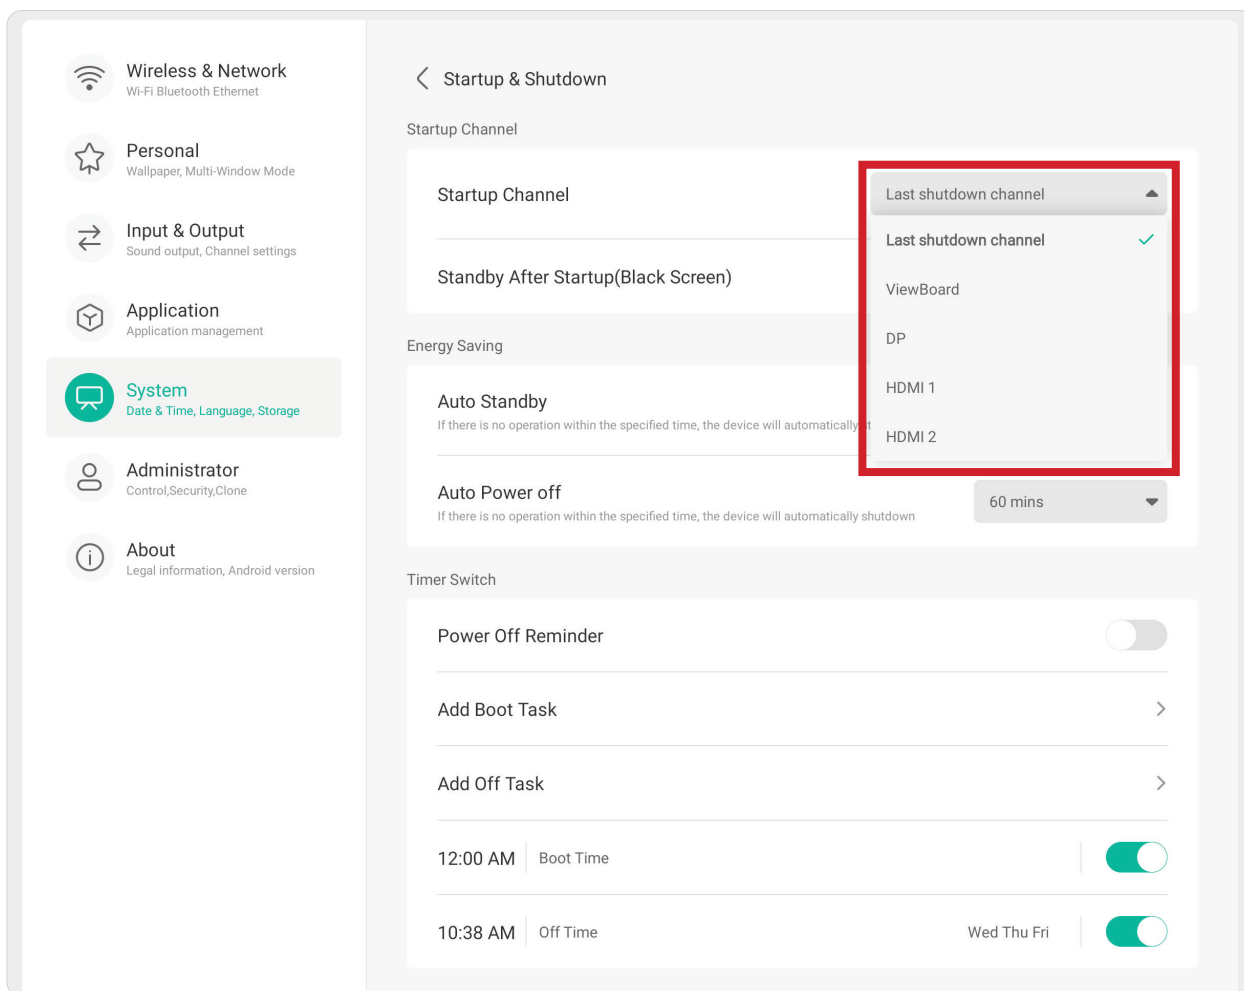 Wireless & Network
Wi-Fi Bluetooth Ethernet
Personal
Wallpaper, Multi-Window Mode
Input & Output
Sound output, Channel settings
Application
Application management
System
Date & Time, Language, Storage
Administrator
Control,Security,Clone
About
Legal information, Android version
Startup & Shutdown
Startup Channel
Startup Channel
Last shutdown channel
Last shutdown channel
ViewBoard
DP
HDMI 1
HDMI 2
Standby After Startup(Black Screen)
Energy Saving
Auto Standby
If there is no operation within the specified time, the device will automatically
Auto Power off
If there is no operation within the specified time, the device will automatically shutdown
60 mins
Timer Switch
Power Off Reminder
Add Boot Task
Add Off Task
12:00 AM Boot Time
10:38 AM Off Time Wed Thu Fri